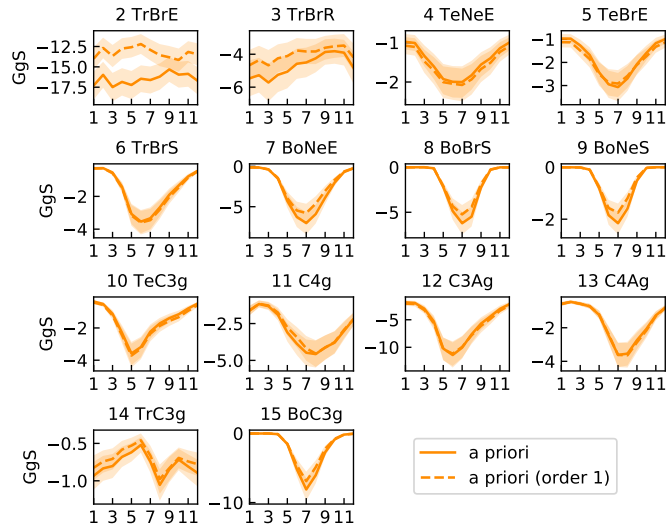 2 TrBrE 3 TrBrR 4 TeNeE 5 TeBrE
GgS
−12.5
−15.0
−17.5
−4
−6
−1
−2
−1
−2
−3
1 3 5 7 9 11 1 3 5 7 9 11 1 3 5 7 9 11 1 3 5 7 9 11
6 TrBrS 7 BoNeE 8 BoBrS 9 BoNeS
GgS
−2
−4
0
−5
0
−5
0
−2
1 3 5 7 9 11 1 3 5 7 9 11 1 3 5 7 9 11 1 3 5 7 9 11
10 TeC3g 11 C4g 12 C3Ag 13 C4Ag
GgS
−2
−4
−2.5
−5.0
−5
−10
−2
−4
1 3 5 7 9 11 1 3 5 7 9 11 1 3 5 7 9 11 1 3 5 7 9 11
14 TrC3g 15 BoC3g
GgS
−0.5
−1.0
0
−10
1 3 5 7 9 11 1 3 5 7 9 11
a priori
a priori (order 1)